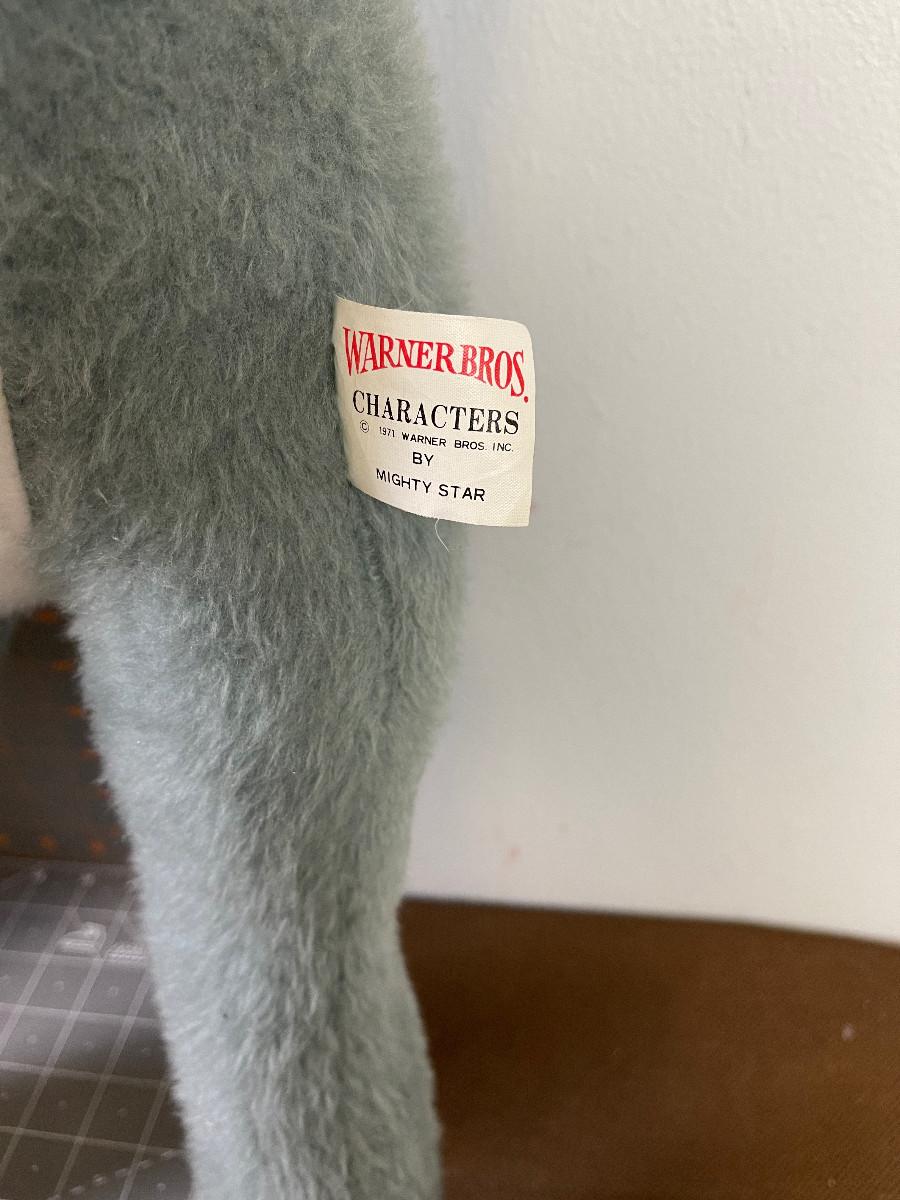 WARNER BROS.
CHARACTERS
© 1971 WARNER BROS. INC.
BY
MIGHTY STAR